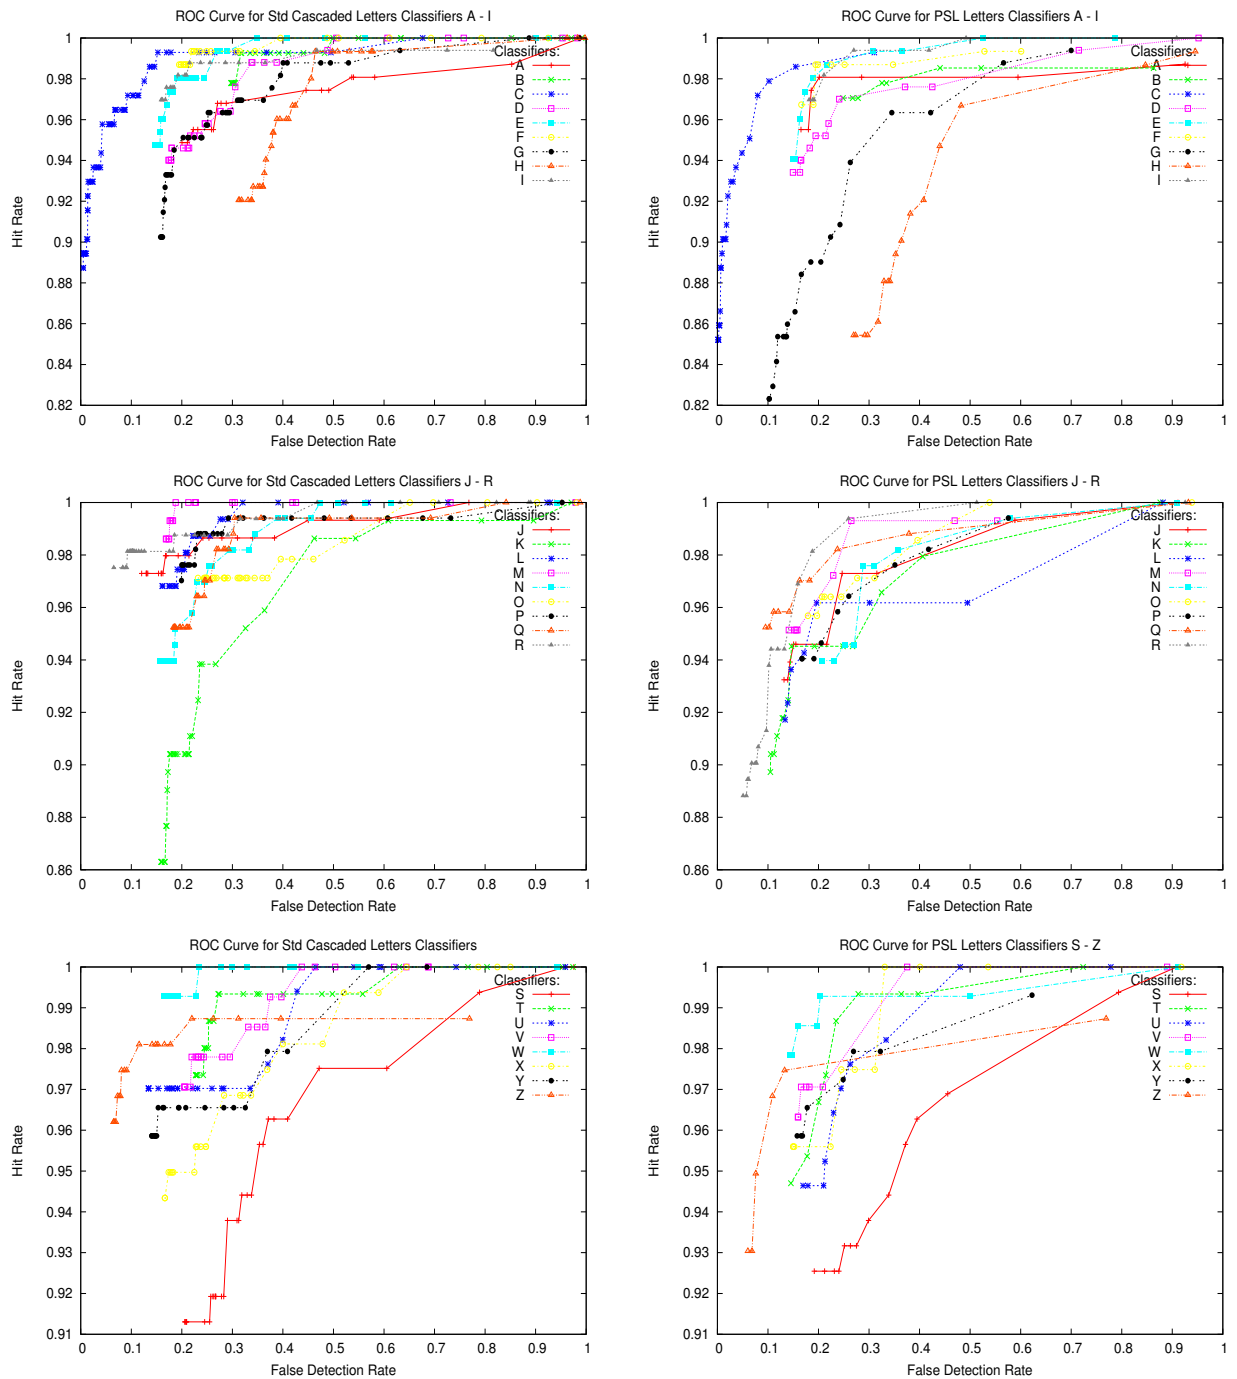 ROC Curve for Std Cascaded Letters Classifiers A - I
Hit Rate
1
0.98
0.96
0.94
0.92
0.9
0.88
0.86
0.84
0.82
0 0.1 0.2 0.3 0.4 0.5 0.6 0.7 0.8 0.9 1
False Detection Rate
Classifiers:
A
B
C
D
E
F
G
H
I
ROC Curve for PSL Letters Classifiers A - I
Hit Rate
1
0.98
0.96
0.94
0.92
0.9
0.88
0.86
0.84
0.82
0 0.1 0.2 0.3 0.4 0.5 0.6 0.7 0.8 0.9 1
False Detection Rate
Classifiers:
A
B
C
D
E
F
G
H
I
ROC Curve for Std Cascaded Letters Classifiers J - R
Hit Rate
1
0.98
0.96
0.94
0.92
0.9
0.88
0.86
0 0.1 0.2 0.3 0.4 0.5 0.6 0.7 0.8 0.9 1
False Detection Rate
Classifiers:
J
K
L
M
N
O
P
Q
R
ROC Curve for PSL Letters Classifiers J - R
Hit Rate
1
0.98
0.96
0.94
0.92
0.9
0.88
0.86
0 0.1 0.2 0.3 0.4 0.5 0.6 0.7 0.8 0.9 1
False Detection Rate
Classifiers:
J
K
L
M
N
O
P
Q
R
ROC Curve for Std Cascaded Letters Classifiers
Hit Rate
1
0.99
0.98
0.97
0.96
0.95
0.94
0.93
0.92
0.91
0 0.1 0.2 0.3 0.4 0.5 0.6 0.7 0.8 0.9 1
False Detection Rate
Classifiers:
S
T
U
V
W
X
Y
Z
ROC Curve for PSL Letters Classifiers S - Z
Hit Rate
1
0.99
0.98
0.97
0.96
0.95
0.94
0.93
0.92
0.91
0 0.1 0.2 0.3 0.4 0.5 0.6 0.7 0.8 0.9 1
False Detection Rate
Classifiers:
S
T
U
V
W
X
Y
Z